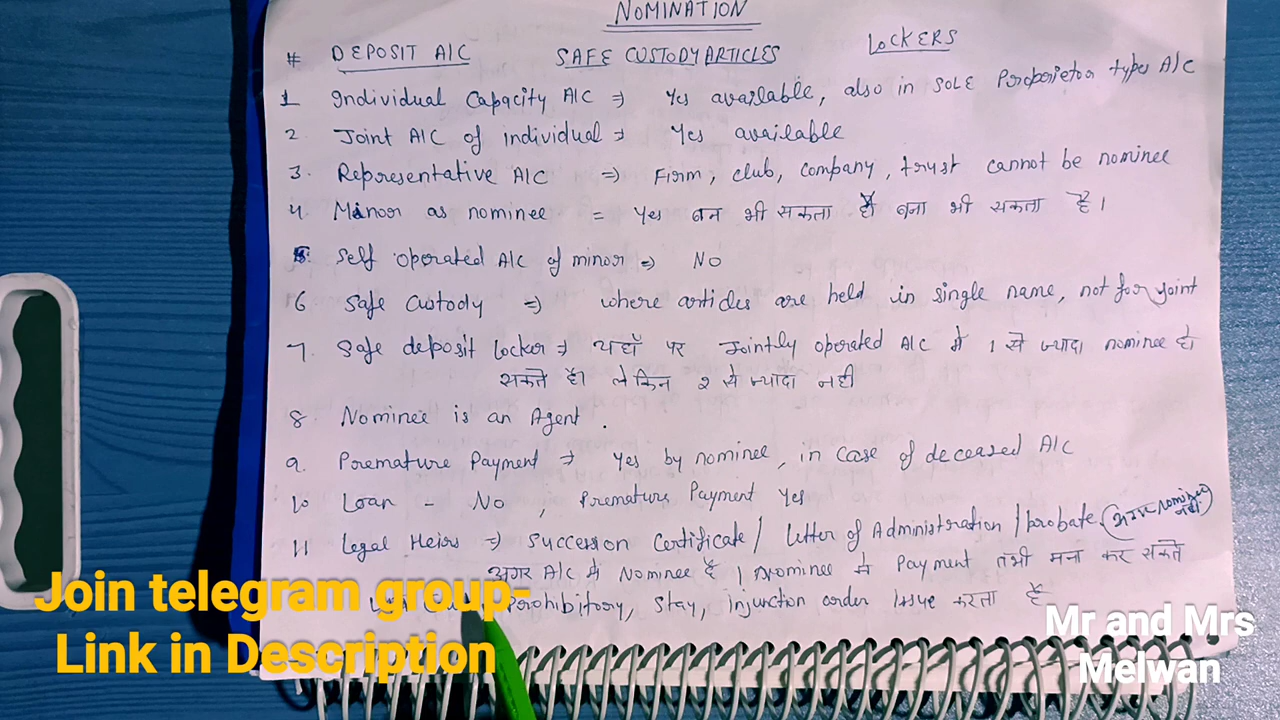 NOMINATION
# DEPOSIT A/C SAFE CUSTODY ARTICLES LOCKERS
1 Individual Capacity A/C ⇒ Yes available, also in SOLE Proprietor type A/C
2. Joint A/C of individual ⇒ Yes available
3. Representative A/C ⇒ Firm, club, company, trust cannot be nominee
4. Minor as nominee = Yes बन भी सकता है बना भी सकता है।
5. Self operated A/C of minor ⇒ NO
6 Safe Custody ⇒ where articles are held in single name, not for joint
7. Safe deposit locker ⇒ यहाँ पर Jointly operated A/C में 1 से ज्यादा nominee हो
सकते है। लेकिन 2 से ज्यादा नही
8. Nominee is an Agent.
9. Premature Payment ⇒ Yes by nominee, in case of deceased A/C
10 Loan - No, Premature Payment Yes
11 Legal Heirs ⇒ Succession Certificate / Letter of Administration / Probate (अगर nominee नही)
अगर A/C में Nominee है। Nominee में Payment तभी मना कर सकते
Prohibitory, stay, injunction order issue करता है
Join telegram group-
Link in Description
Mr and Mrs
Melwan